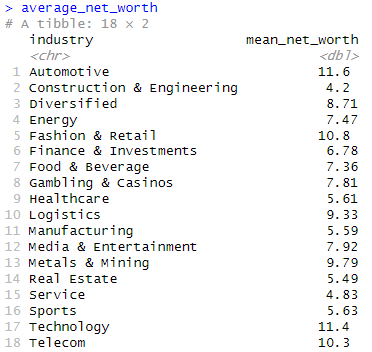 > average_net_worth
# A tibble: 18 × 2
industry mean_net_worth
<chr> <dbl>
1 Automotive 11.6
2 Construction & Engineering 4.2
3 Diversified 8.71
4 Energy 7.47
5 Fashion & Retail 10.8
6 Finance & Investments 6.78
7 Food & Beverage 7.36
8 Gambling & Casinos 7.81
9 Healthcare 5.61
10 Logistics 9.33
11 Manufacturing 5.59
12 Media & Entertainment 7.92
13 Metals & Mining 9.79
14 Real Estate 5.49
15 Service 4.83
16 Sports 5.63
17 Technology 11.4
18 Telecom 10.3